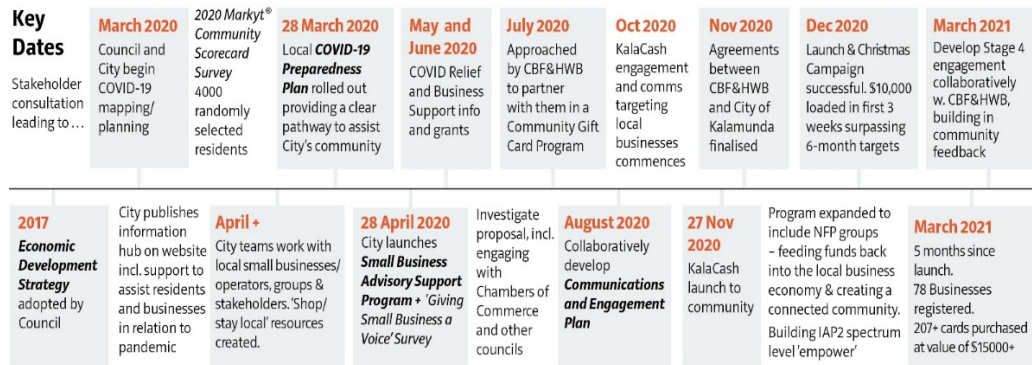 Key
Dates
Stakeholder
consultation
leading to ...
March 2020
Council and
City begin
COVID-19
mapping/
planning
2020 Markyt®
Community
Scorecard
Survey
4000
randomly
selected
residents
28 March 2020
Local COVID-19
Preparedness
Plan rolled out
providing a clear
pathway to assist
City's community
May and
June 2020
COVID Relief
and Business
Support info
and grants
July 2020
Approached
by CBF&HWB
to partner
with them in a
Community Gift
Card Program
Oct 2020
KalaCash
engagement
and comms
targeting
local
businesses
commences
Nov 2020
Agreements
between
CBF&HWB
and City of
Kalamunda
finalised
Dec 2020
Launch & Christmas
Campaign
successful. $10,000
loaded in first 3
weeks surpassing
6-month targets
March 2021
Develop Stage 4
engagement
collaboratively
w. CBF&HWB,
building in
community
feedback
2017
Economic
Development
Strategy
adopted by
Council
City publishes
information
hub on website
incl. support to
assist residents
and businesses
in relation to
pandemic
April +
City teams work with
local small businesses/
operators, groups &
stakeholders. 'Shop/
stay local' resources
created.
28 April 2020
City launches
Small Business
Advisory Support
Program + 'Giving
Small Business a
Voice' Survey
Investigate
proposal, incl.
engaging
with
Chambers of
Commerce
and other
councils
August 2020
Collaboratively
develop
Communications
and Engagement
Plan
27 Nov
2020
KalaCash
launch to
community
Program expanded to
include NFP groups
– feeding funds back
into the local business
economy & creating a
connected community.
Building IAP2 spectrum
level 'empower'
March 2021
5 months since
launch.
78 Businesses
registered.
207+ cards purchased
at value of $15000+